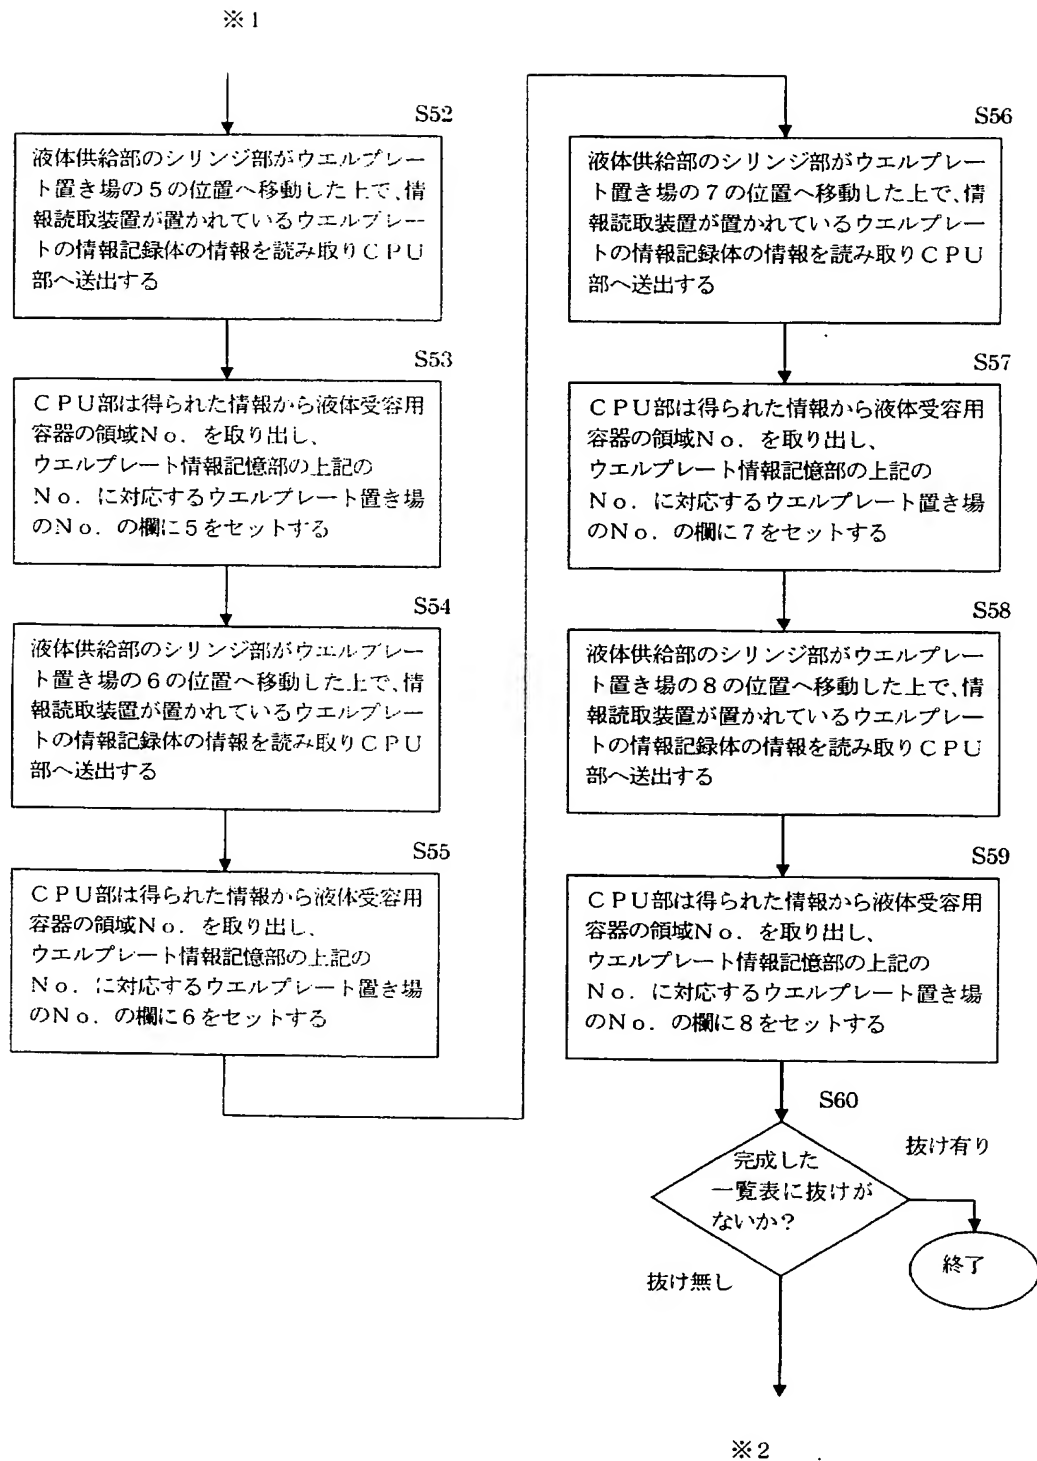 ※1
S52
液体供給部のシリンジ部がウエルプレー
ト置き場の5の位置へ移動した上で、情
報読取装置が置かれているウエルプレー
トの情報記録体の情報を読み取りCPU
部へ送出する
S53
CPU部は得られた情報から液体受容用
容器の領域No.を取り出し、
ウエルプレート情報記憶部の上記の
No.に対応するウエルプレート置き場
のNo.の欄に5をセットする
S54
液体供給部のシリンジ部がウエルプレー
ト置き場の6の位置へ移動した上で、情
報読取装置が置かれているウエルプレー
トの情報記録体の情報を読み取りCPU
部へ送出する
S55
CPU部は得られた情報から液体受容用
容器の領域No.を取り出し、
ウエルプレート情報記憶部の上記の
No.に対応するウエルプレート置き場
のNo.の欄に6をセットする
S56
液体供給部のシリンジ部がウエルプレー
ト置き場の7の位置へ移動した上で、情
報読取装置が置かれているウエルプレー
トの情報記録体の情報を読み取りCPU
部へ送出する
S57
CPU部は得られた情報から液体受容用
容器の領域No.を取り出し、
ウエルプレート情報記憶部の上記の
No.に対応するウエルプレート置き場
のNo.の欄に7をセットする
S58
液体供給部のシリンジ部がウエルプレー
ト置き場の8の位置へ移動した上で、情
報読取装置が置かれているウエルプレー
トの情報記録体の情報を読み取りCPU
部へ送出する
S59
CPU部は得られた情報から液体受容用
容器の領域No.を取り出し、
ウエルプレート情報記憶部の上記の
No.に対応するウエルプレート置き場
のNo.の欄に8をセットする
S60
完成した
一覧表に抜けが
ないか?
抜け有り
終了
抜け無し
※2